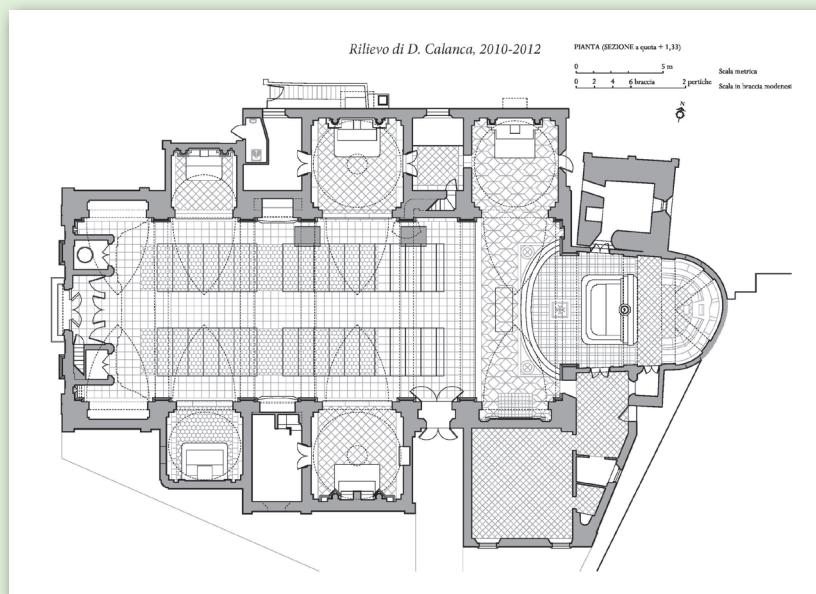 Rilievo di D. Calanca, 2010-2012
PIANTA (SEZIONE a quota + 1,33)
0 5 m
Scala metrica
0 2 4 6 braccia 2 pertiche
Scala in braccia modenesi
N